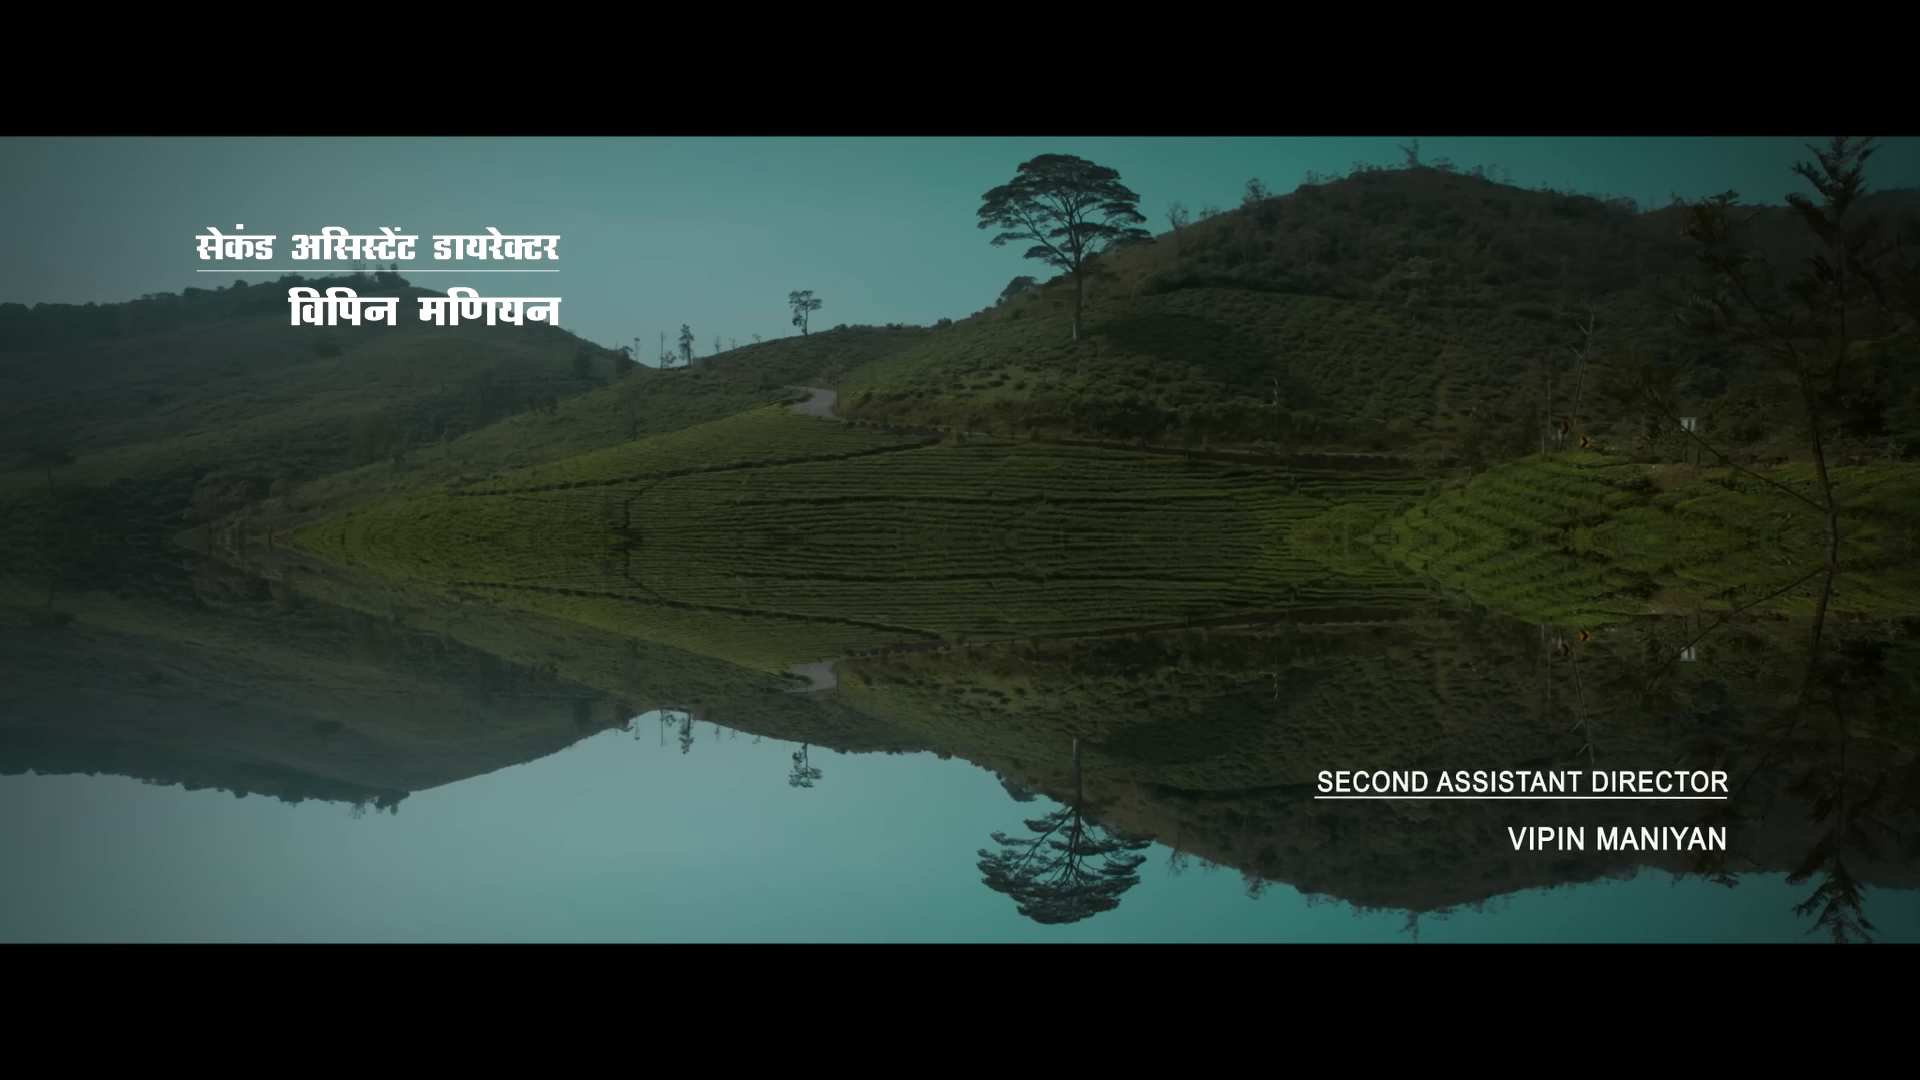 सेकंड असिस्टेंट डायरेक्टर
विपिन मणियन
SECOND ASSISTANT DIRECTOR
VIPIN MANIYAN